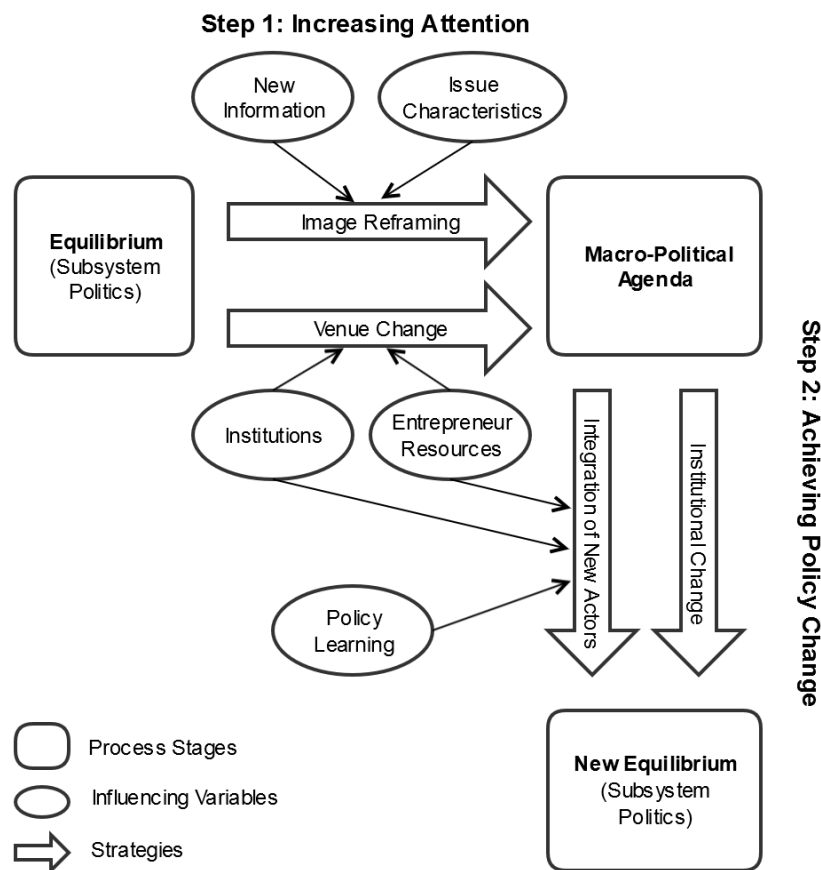 Step 1: Increasing Attention
New
Information
Issue
Characteristics
Equilibrium
(Subsystem
Politics)
Image Reframing
Macro-Political
Agenda
Venue Change
Institutions
Entrepreneur
Resources
Integration of New Actors
Institutional Change
Step 2: Achieving Policy Change
Policy
Learning
New Equilibrium
(Subsystem
Politics)
Process Stages
Influencing Variables
Strategies